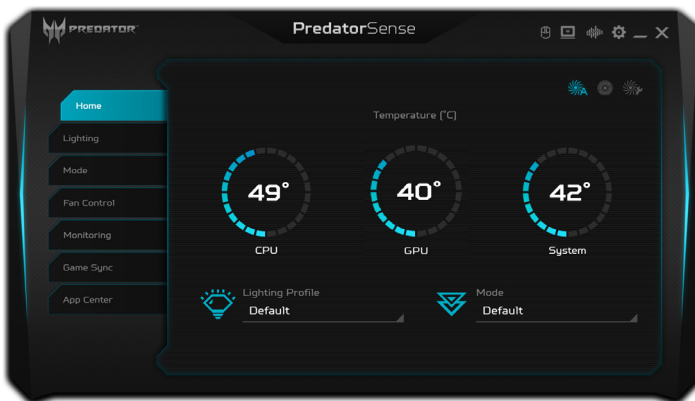 PREDATOR
PredatorSense
Home
Lighting
Mode
Fan Control
Monitoring
Game Sync
App Center
Temperature (°C)
49°
CPU
40°
GPU
42°
System
Lighting Profile
Default
Mode
Default